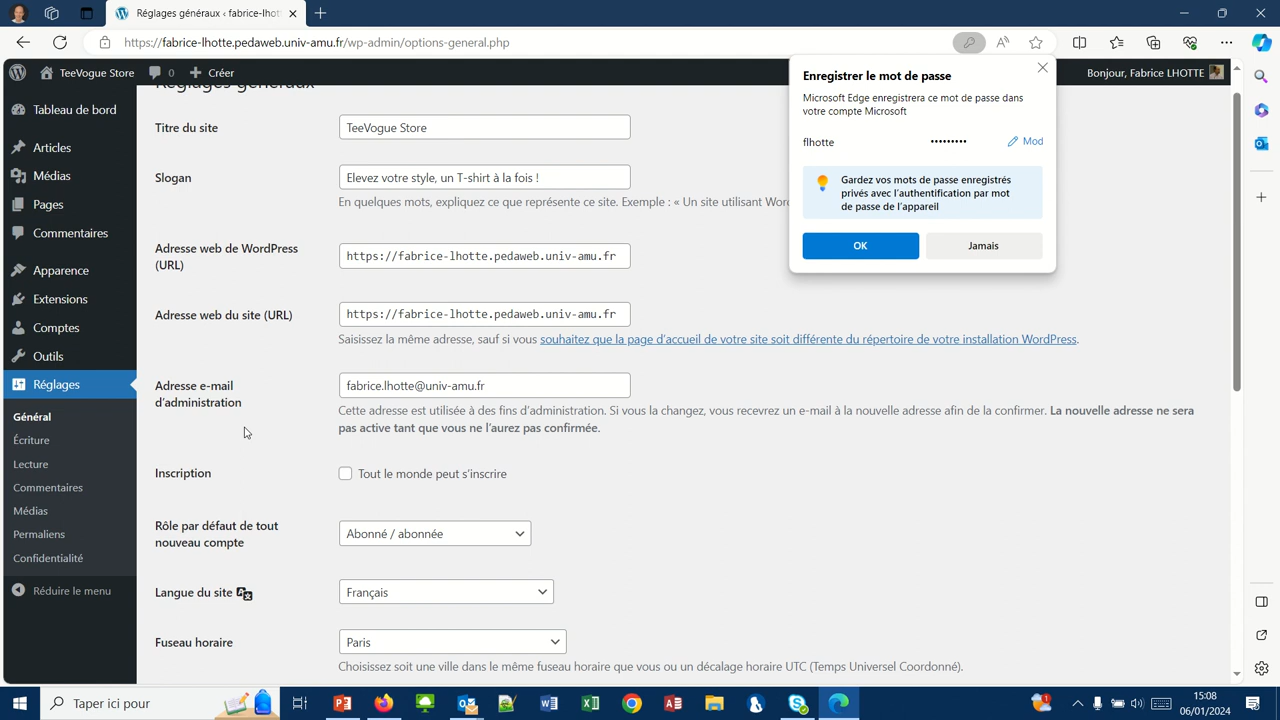 Réglages généraux ‹ fabrice-lhot
https://fabrice-lhotte.pedaweb.univ-amu.fr/wp-admin/options-general.php
TeeVogue Store
0
Créer
Bonjour, Fabrice LHOTTE
Tableau de bord
Articles
Médias
Pages
Commentaires
Apparence
Extensions
Comptes
Outils
Réglages
Général
Écriture
Lecture
Commentaires
Médias
Permaliens
Confidentialité
Réduire le menu
Réglages généraux
Titre du site
TeeVogue Store
Slogan
Elevez votre style, un T-shirt à la fois !
En quelques mots, expliquez ce que représente ce site. Exemple : « Un site utilisant Wor
Adresse web de WordPress
(URL)
https://fabrice-lhotte.pedaweb.univ-amu.fr
Adresse web du site (URL)
https://fabrice-lhotte.pedaweb.univ-amu.fr
Saisissez la même adresse, sauf si vous souhaitez que la page d’accueil de votre site soit différente du répertoire de votre installation WordPress.
Adresse e-mail
d’administration
fabrice.lhotte@univ-amu.fr
Cette adresse est utilisée à des fins d’administration. Si vous la changez, vous recevrez un e-mail à la nouvelle adresse afin de la confirmer. La nouvelle adresse ne sera
pas active tant que vous ne l’aurez pas confirmée.
Inscription
Tout le monde peut s’inscrire
Rôle par défaut de tout
nouveau compte
Abonné / abonnée
Langue du site
Français
Fuseau horaire
Paris
Choisissez soit une ville dans le même fuseau horaire que vous ou un décalage horaire UTC (Temps Universel Coordonné).
Enregistrer le mot de passe
Microsoft Edge enregistrera ce mot de passe dans
votre compte Microsoft
flhotte
•••••••••
Mod
Gardez vos mots de passe enregistrés
privés avec l’authentification par mot
de passe de l’appareil
OK
Jamais
Taper ici pour
15:08
06/01/2024